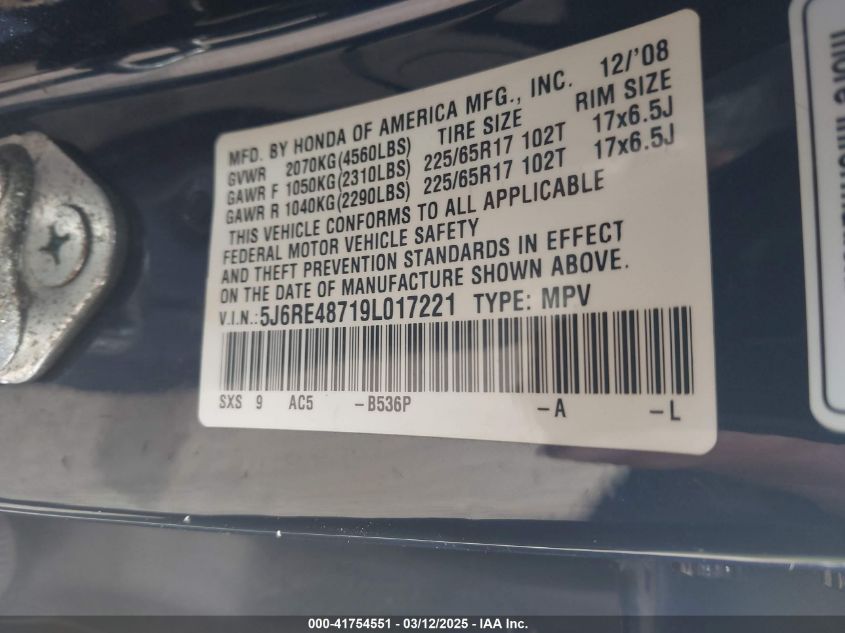 MFD. BY HONDA OF AMERICA MFG., INC. 12/'08
GVWR 2070KG(4560LBS) TIRE SIZE RIM SIZE
GAWR F 1050KG(2310LBS) 225/65R17 102T 17x6.5J
GAWR R 1040KG(2290LBS) 225/65R17 102T 17x6.5J
THIS VEHICLE CONFORMS TO ALL APPLICABLE
FEDERAL MOTOR VEHICLE SAFETY
AND THEFT PREVENTION STANDARDS IN EFFECT
ON THE DATE OF MANUFACTURE SHOWN ABOVE.
V.I.N.: 5J6RE48719L017221 TYPE: MPV
SXS 9 AC5 -B536P -A -L
more
000-41754551 - 03/12/2025 - IAA Inc.